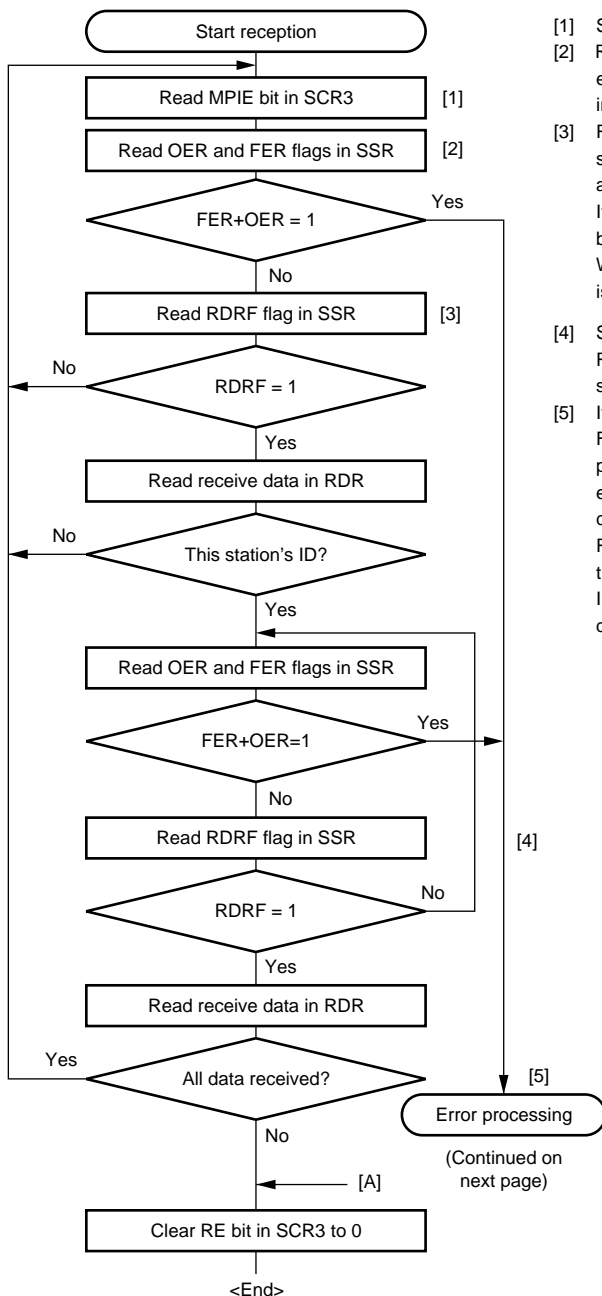 Start reception
Read MPIE bit in SCR3
[1]
Read OER and FER flags in SSR
[2]
FER+OER = 1
Yes
No
Read RDRF flag in SSR
[3]
No
RDRF = 1
Yes
Read receive data in RDR
No
This station's ID?
Yes
Read OER and FER flags in SSR
Yes
FER+OER=1
No
Read RDRF flag in SSR
[4]
No
RDRF = 1
Yes
Read receive data in RDR
Yes
All data received?
[5]
Error processing
No
(Continued on
next page)
[A]
Clear RE bit in SCR3 to 0
<End>
[1]
[2]
[3]
[4]
[5]